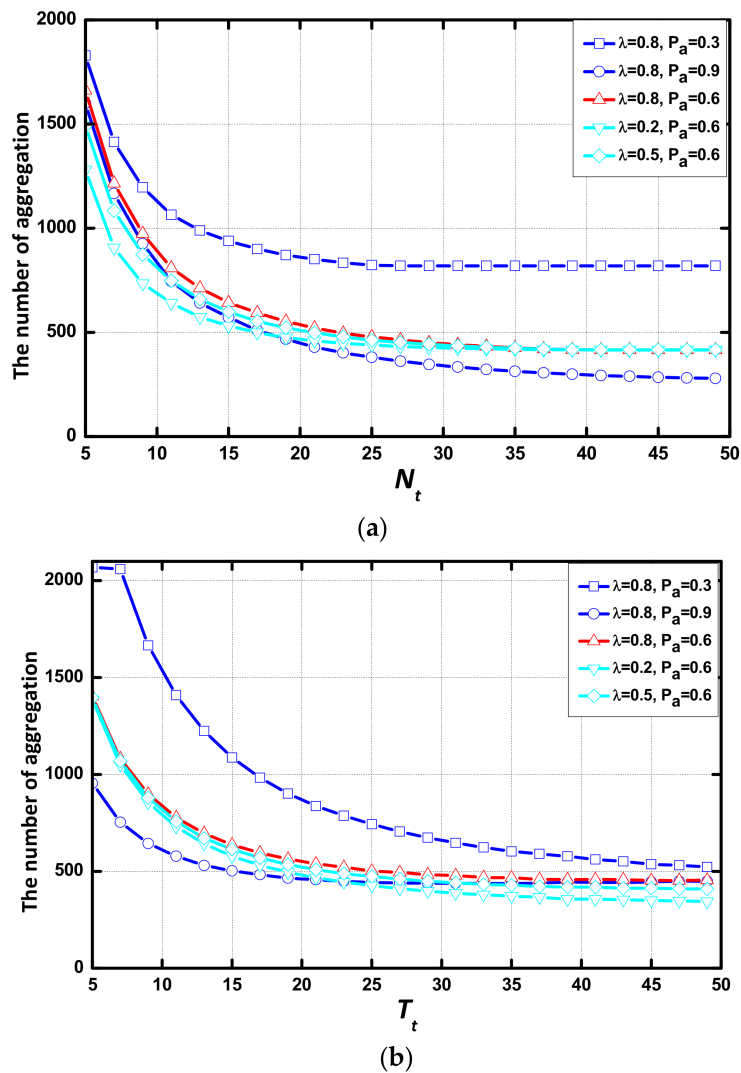 2000
1500
1000
500
0
The number of aggregation
λ=0.8, Pa=0.3
λ=0.8, Pa=0.9
λ=0.8, Pa=0.6
λ=0.2, Pa=0.6
λ=0.5, Pa=0.6
5 10 15 20 25 30 35 40 45 50
Nt
(a)
2000
1500
1000
500
0
The number of aggregation
λ=0.8, Pa=0.3
λ=0.8, Pa=0.9
λ=0.8, Pa=0.6
λ=0.2, Pa=0.6
λ=0.5, Pa=0.6
5 10 15 20 25 30 35 40 45 50
Tt
(b)